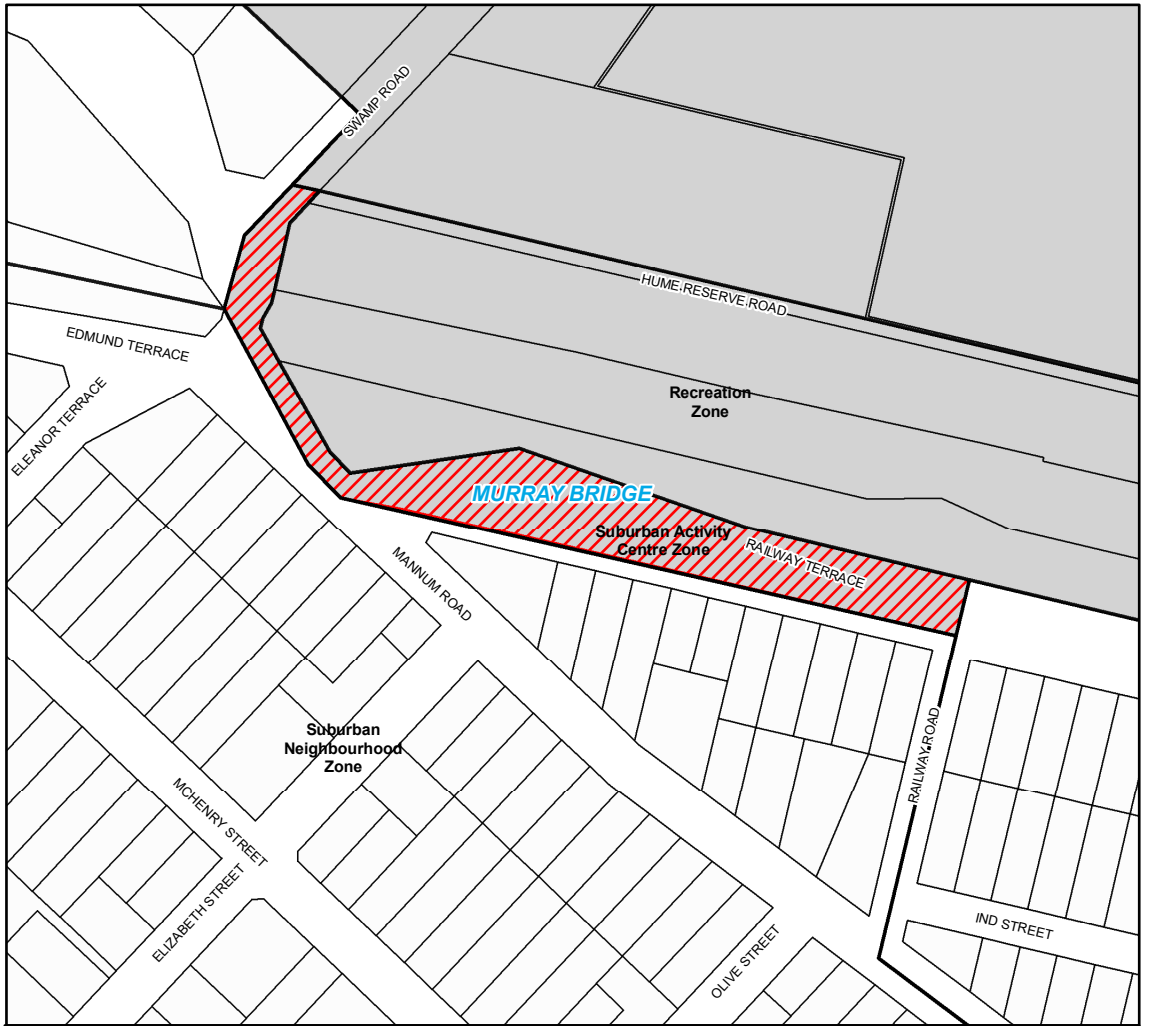 SWAMP ROAD
HUME RESERVE ROAD
EDMUND TERRACE
Recreation
Zone
ELEANOR TERRACE
MURRAY BRIDGE
Suburban Activity
Centre Zone
RAILWAY TERRACE
MANNUM ROAD
Suburban
Neighbourhood
Zone
RAILWAY ROAD
MCHENRY STREET
ELIZABETH STREET
IND STREET
OLIVE STREET